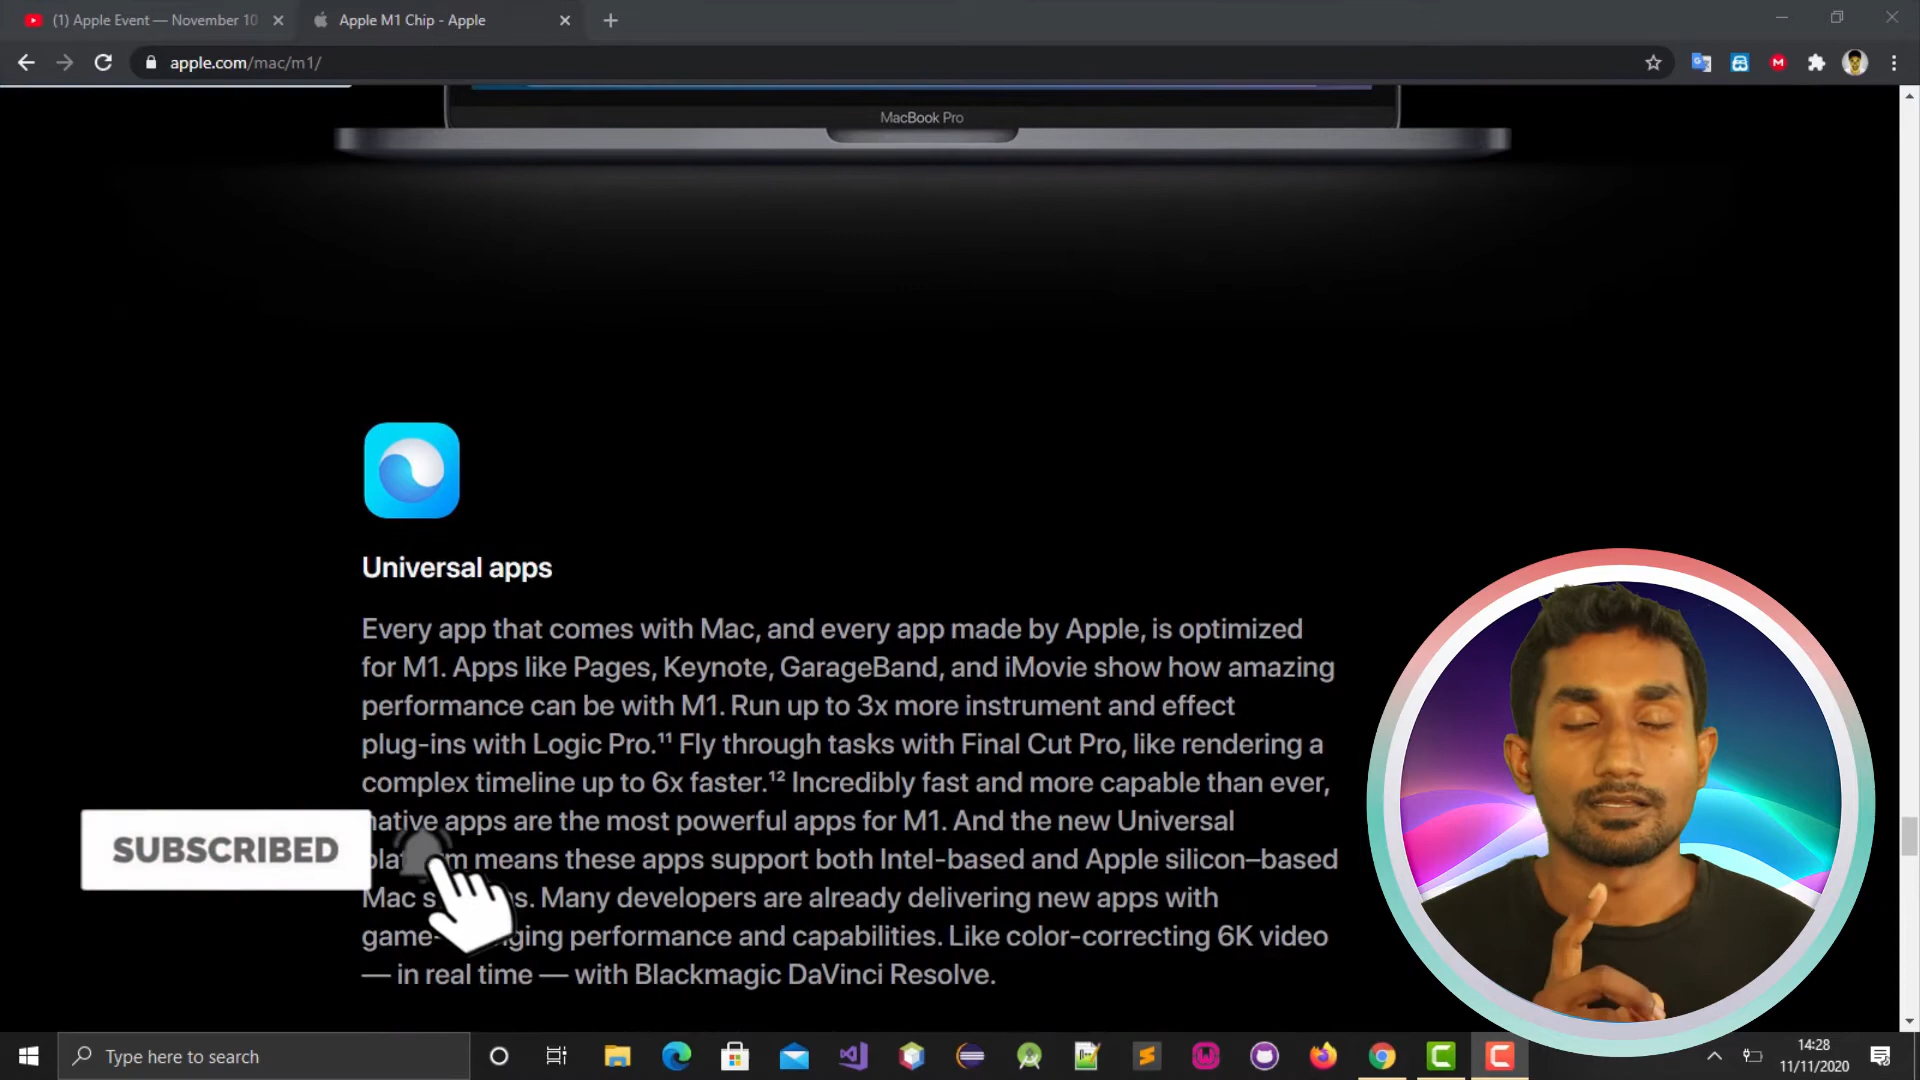 (1) Apple Event — November 10
Apple M1 Chip - Apple
apple.com/mac/m1/
MacBook Pro
Universal apps
Every app that comes with Mac, and every app made by Apple, is optimized
for M1. Apps like Pages, Keynote, GarageBand, and iMovie show how amazing
performance can be with M1. Run up to 3x more instrument and effect
plug-ins with Logic Pro.¹¹ Fly through tasks with Final Cut Pro, like rendering a
complex timeline up to 6x faster.¹² Incredibly fast and more capable than ever,
native apps are the most powerful apps for M1. And the new Universal
means these apps support both Intel-based and Apple silicon–based
Mac Many developers are already delivering new apps with
performance and capabilities. Like color-correcting 6K video
— in real time — with Blackmagic DaVinci Resolve.
SUBSCRIBED
Type here to search
14:28
11/11/2020